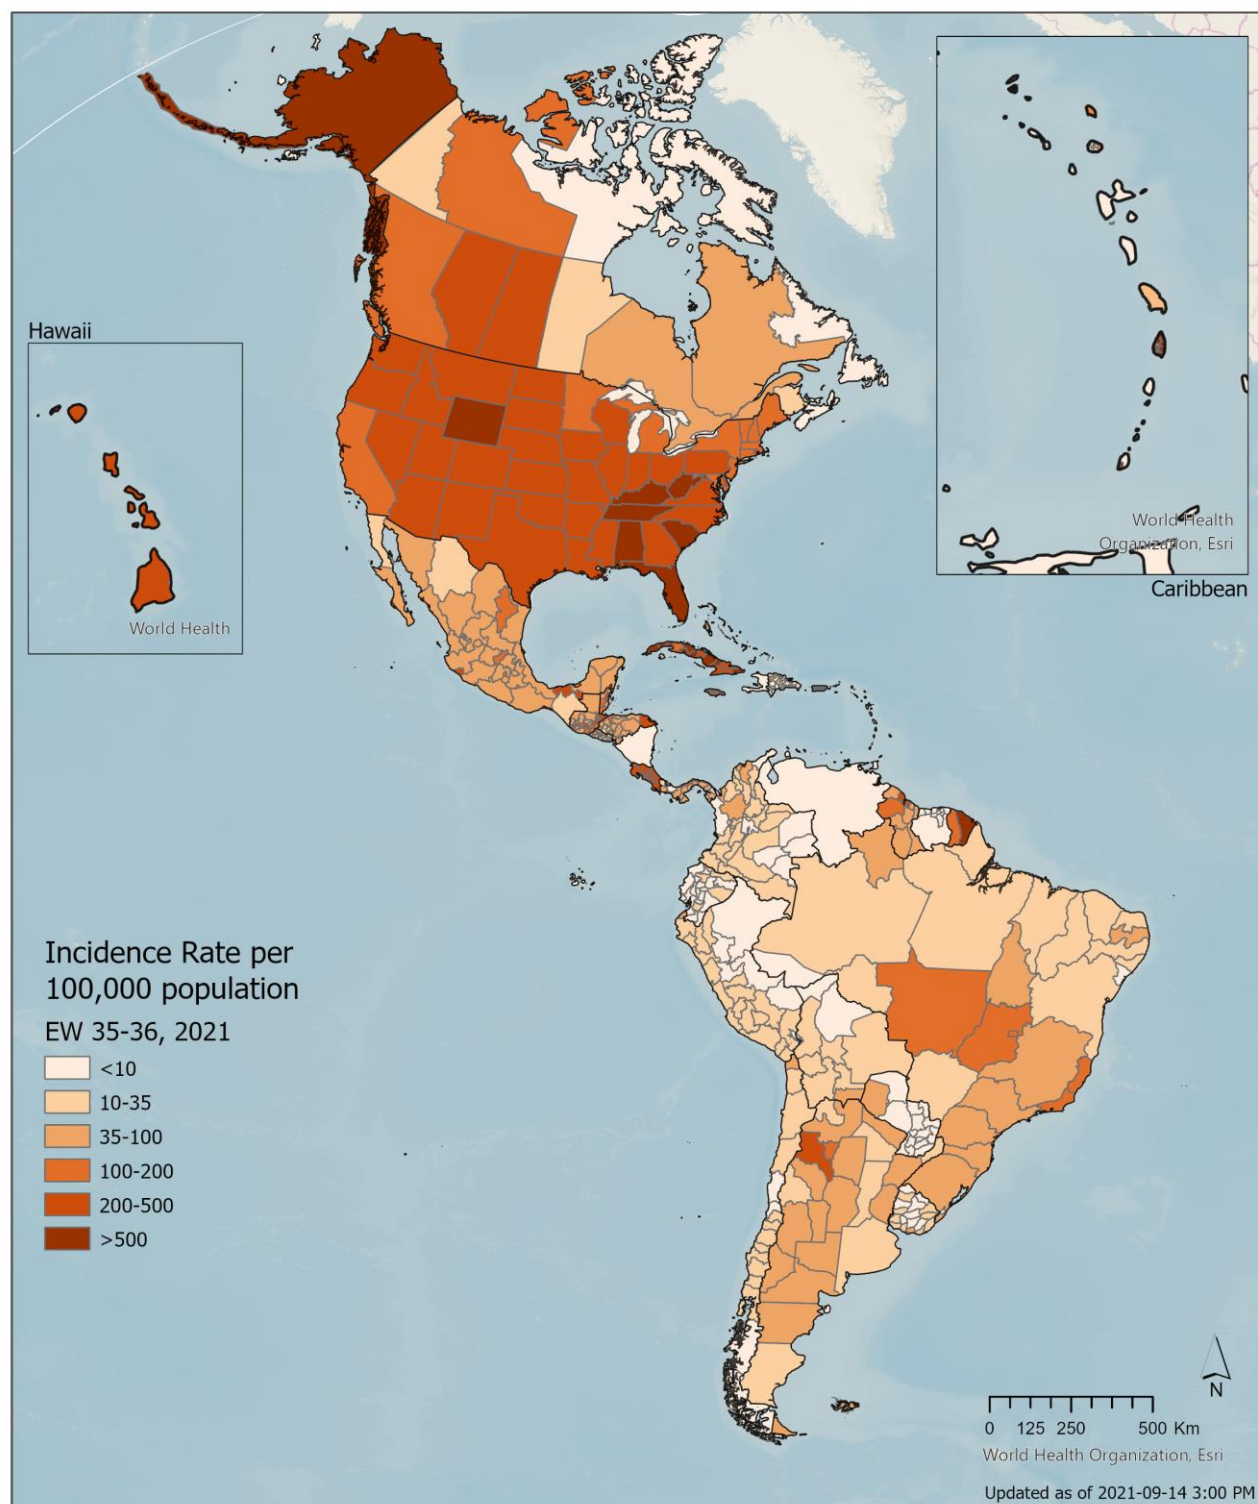 Hawaii
World Health
World Health
Organization, Esri
Caribbean
Incidence Rate per
100,000 population
EW 35-36, 2021
<10
10-35
35-100
100-200
200-500
>500
N
0 125 250 500 Km
World Health Organization, Esri
Updated as of 2021-09-14 3:00 PM